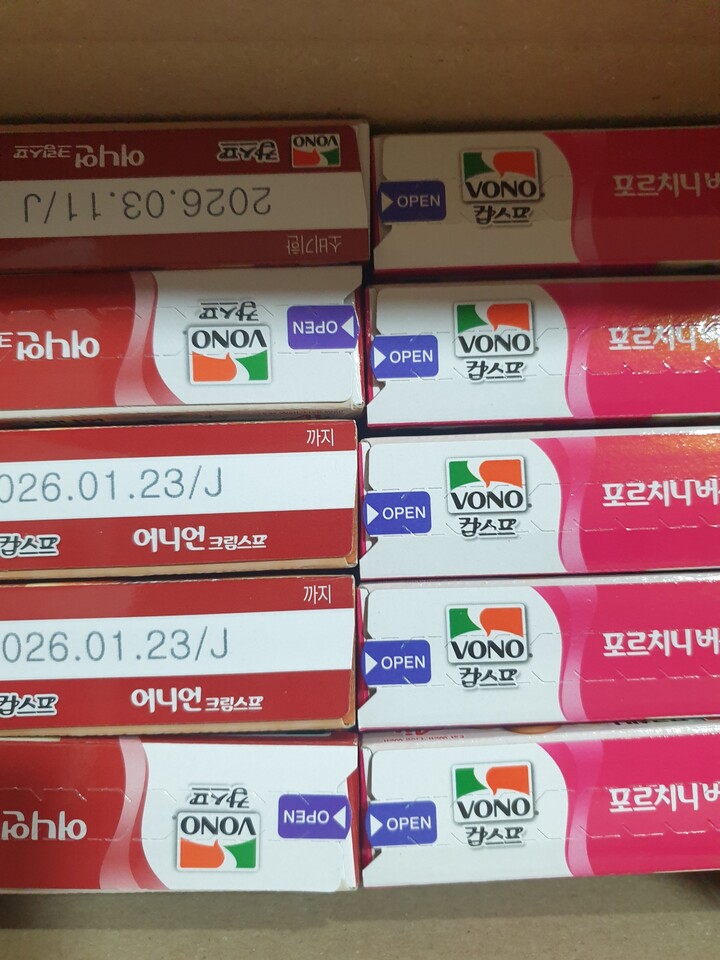 VONO 컵스프 어니언 크림스프
2026.03.11/J
소비기한
OPEN
VONO
컵스프
어니언
까지
026.01.23/J
컵스프 어니언 크림스프
까지
026.01.23/J
컵스프 어니언 크림스프
OPEN
VONO
컵스프
어니언
OPEN
VONO
컵스프
포르치니 버
OPEN
VONO
컵스프
포르치니 버
OPEN
VONO
컵스프
포르치니 버
OPEN
VONO
컵스프
포르치니 버
OPEN
VONO
컵스프
포르치니 버